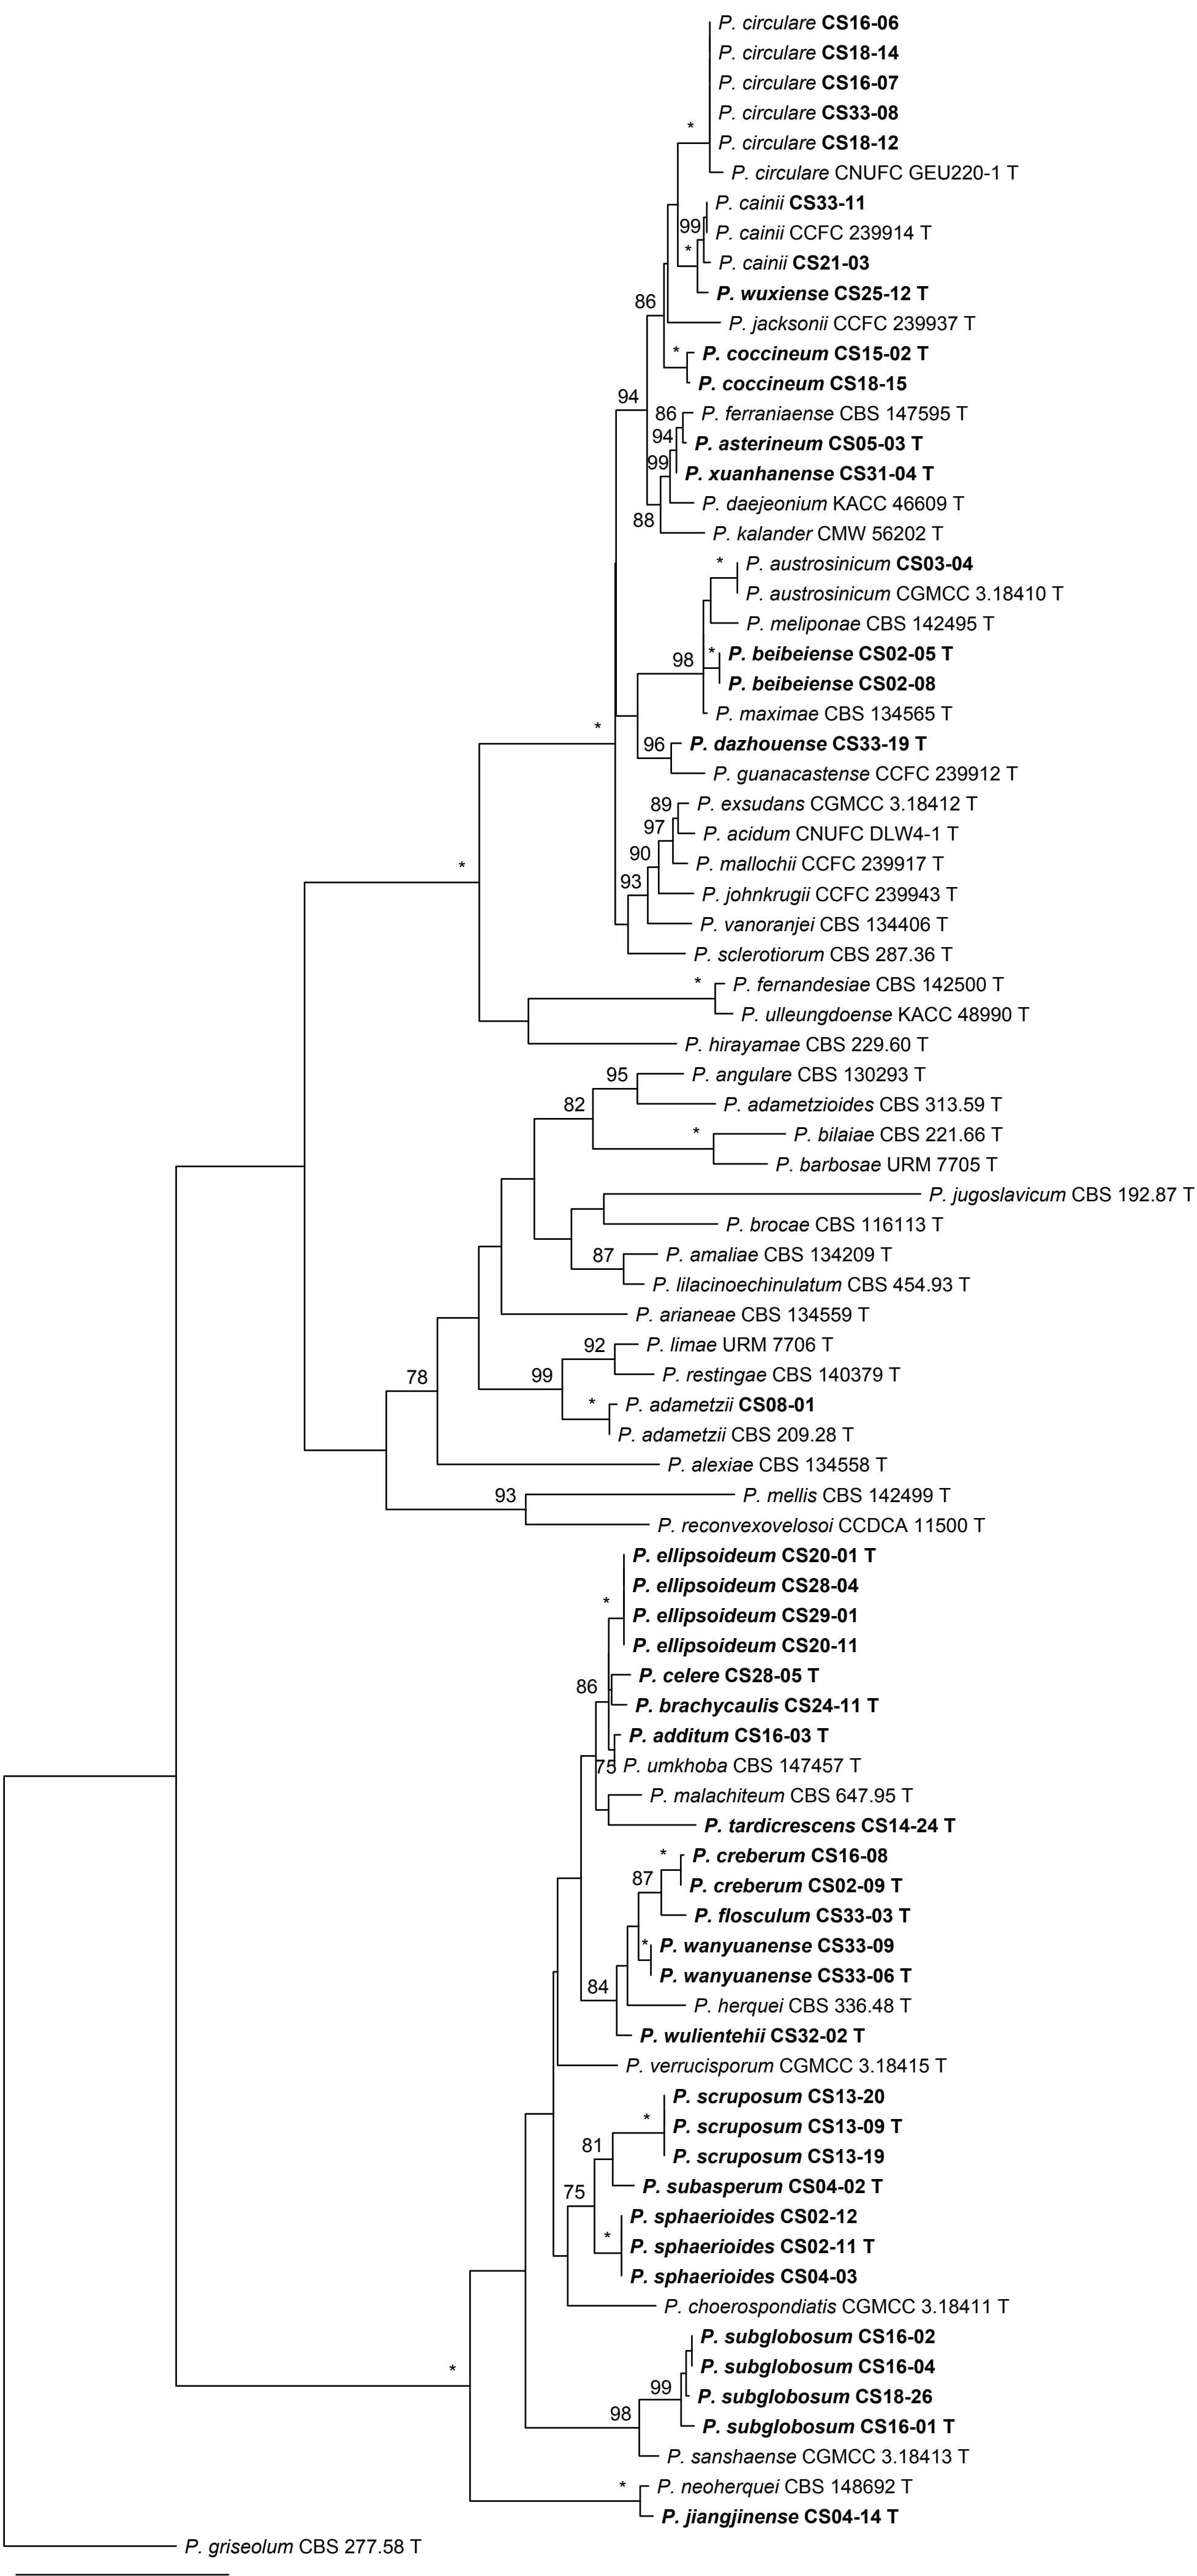 P. circulare CS16-06
P. circulare CS18-14
P. circulare CS16-07
P. circulare CS33-08
*
P. circulare CS18-12
P. circulare CNUFC GEU220-1 T
P. cainii CS33-11
99
P. cainii CCFC 239914 T
*
P. cainii CS21-03
P. wuxiense CS25-12 T
86
P. jacksonii CCFC 239937 T
*
P. coccineum CS15-02 T
P. coccineum CS18-15
94
86
P. ferraniaense CBS 147595 T
94
P. asterineum CS05-03 T
99
P. xuanhanense CS31-04 T
P. daejeonium KACC 46609 T
88
P. kalander CMW 56202 T
*
P. austrosinicum CS03-04
P. austrosinicum CGMCC 3.18410 T
P. meliponae CBS 142495 T
*
P. beibeiense CS02-05 T
98
P. beibeiense CS02-08
P. maximae CBS 134565 T
*
96
P. dazhouense CS33-19 T
P. guanacastense CCFC 239912 T
89
P. exsudans CGMCC 3.18412 T
97
P. acidum CNUFC DLW4-1 T
90
P. mallochii CCFC 239917 T
*
93
P. johnkrugii CCFC 239943 T
P. vanoranjei CBS 134406 T
P. sclerotiorum CBS 287.36 T
*
P. fernandesiae CBS 142500 T
P. ulleungdoense KACC 48990 T
P. hirayamae CBS 229.60 T
95
P. angulare CBS 130293 T
82
P. adametzioides CBS 313.59 T
*
P. bilaiae CBS 221.66 T
P. barbosae URM 7705 T
P. jugoslavicum CBS 192.87 T
P. brocae CBS 116113 T
87
P. amaliae CBS 134209 T
P. lilacinoechinulatum CBS 454.93 T
P. arianeae CBS 134559 T
92
P. limae URM 7706 T
99
P. restingae CBS 140379 T
78
*
P. adametzii CS08-01
P. adametzii CBS 209.28 T
P. alexiae CBS 134558 T
93
P. mellis CBS 142499 T
P. reconvexovelosoi CCDCA 11500 T
P. ellipsoideum CS20-01 T
P. ellipsoideum CS28-04
*
P. ellipsoideum CS29-01
P. ellipsoideum CS20-11
P. celere CS28-05 T
86
P. brachycaulis CS24-11 T
P. additum CS16-03 T
75
P. umkhoba CBS 147457 T
P. malachiteum CBS 647.95 T
P. tardicrescens CS14-24 T
*
P. creberum CS16-08
87
P. creberum CS02-09 T
P. flosculum CS33-03 T
*
P. wanyuanense CS33-09
P. wanyuanense CS33-06 T
84
P. herquei CBS 336.48 T
P. wulientehii CS32-02 T
P. verrucisporum CGMCC 3.18415 T
P. scruposum CS13-20
*
P. scruposum CS13-09 T
81
P. scruposum CS13-19
P. subasperum CS04-02 T
75
P. sphaerioides CS02-12
*
P. sphaerioides CS02-11 T
P. sphaerioides CS04-03
P. choerospondiatis CGMCC 3.18411 T
P. subglobosum CS16-02
*
P. subglobosum CS16-04
99
P. subglobosum CS18-26
98
P. subglobosum CS16-01 T
P. sanshaense CGMCC 3.18413 T
*
P. neoherquei CBS 148692 T
P. jiangjinense CS04-14 T
P. griseolum CBS 277.58 T